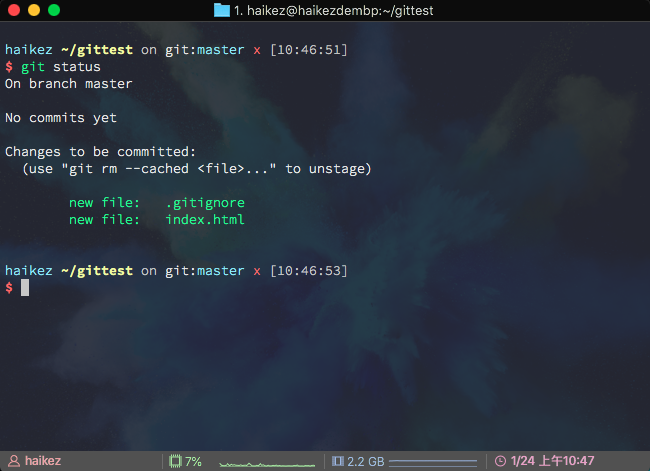 1. haikez@haikezdembp:~/gittest
haikez ~/gittest on git:master x [10:46:51]
$ git status
On branch master
No commits yet
Changes to be committed:
(use "git rm --cached <file>..." to unstage)
new file: .gitignore
new file: index.html
haikez ~/gittest on git:master x [10:46:53]
$
haikez 7% 2.2 GB 1/24 上午10:47